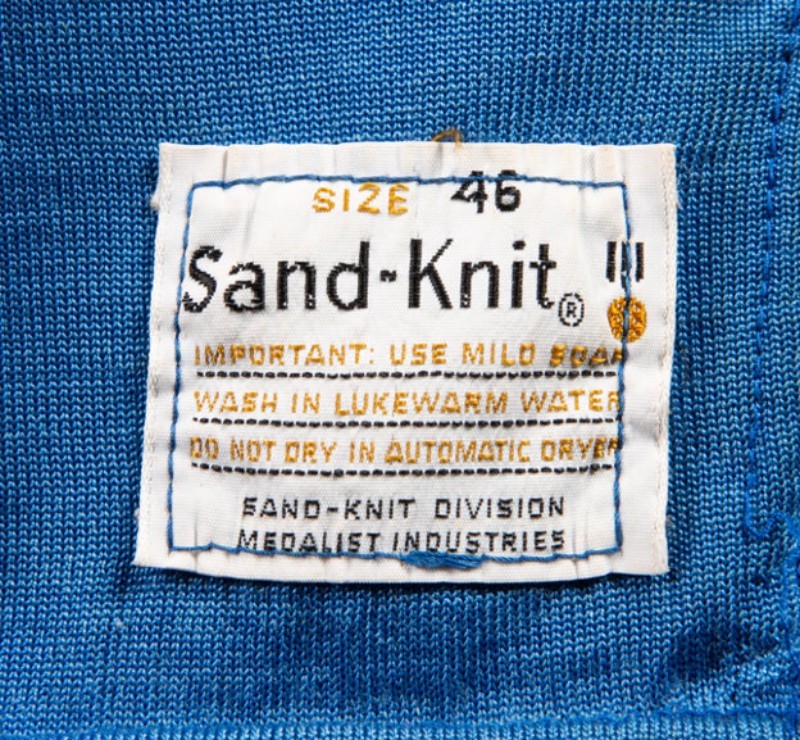 SIZE 46
Sand-Knit®
IMPORTANT: USE MILD SOAP
WASH IN LUKEWARM WATER
DO NOT DRY IN AUTOMATIC DRYER
SAND-KNIT DIVISION
MEDALIST INDUSTRIES